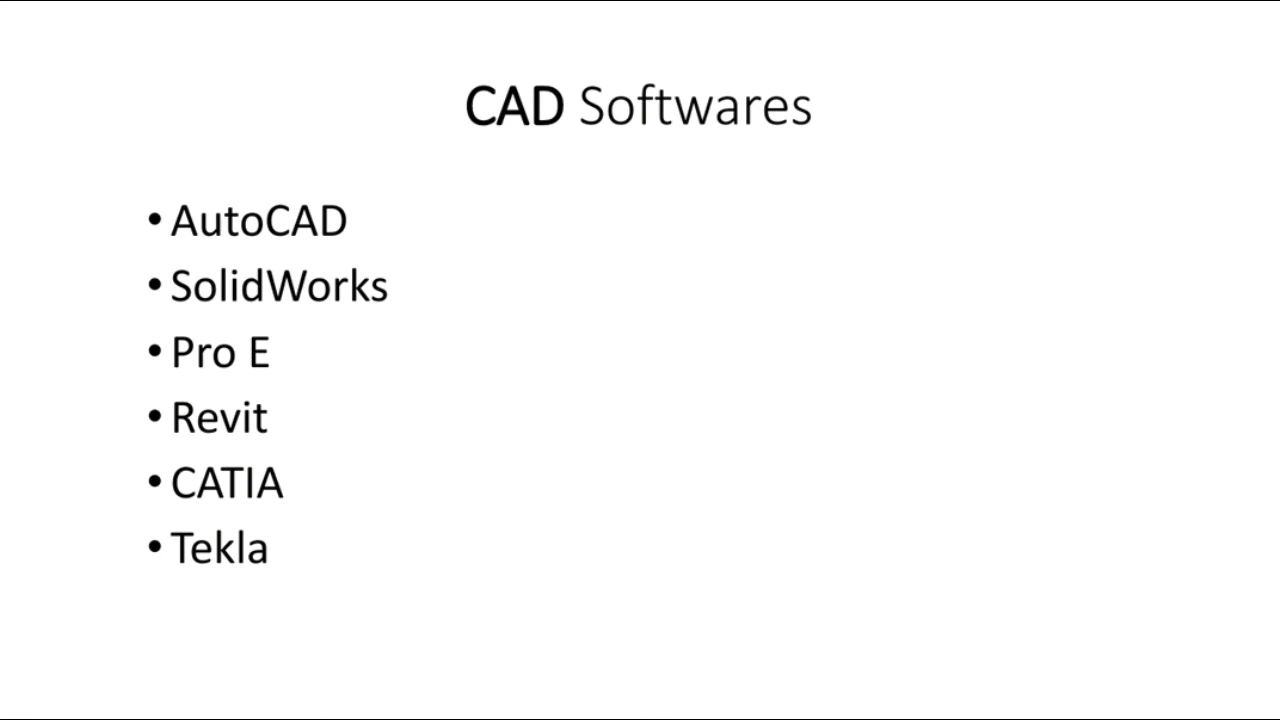 CAD Softwares
• AutoCAD
• SolidWorks
• Pro E
• Revit
• CATIA
• Tekla